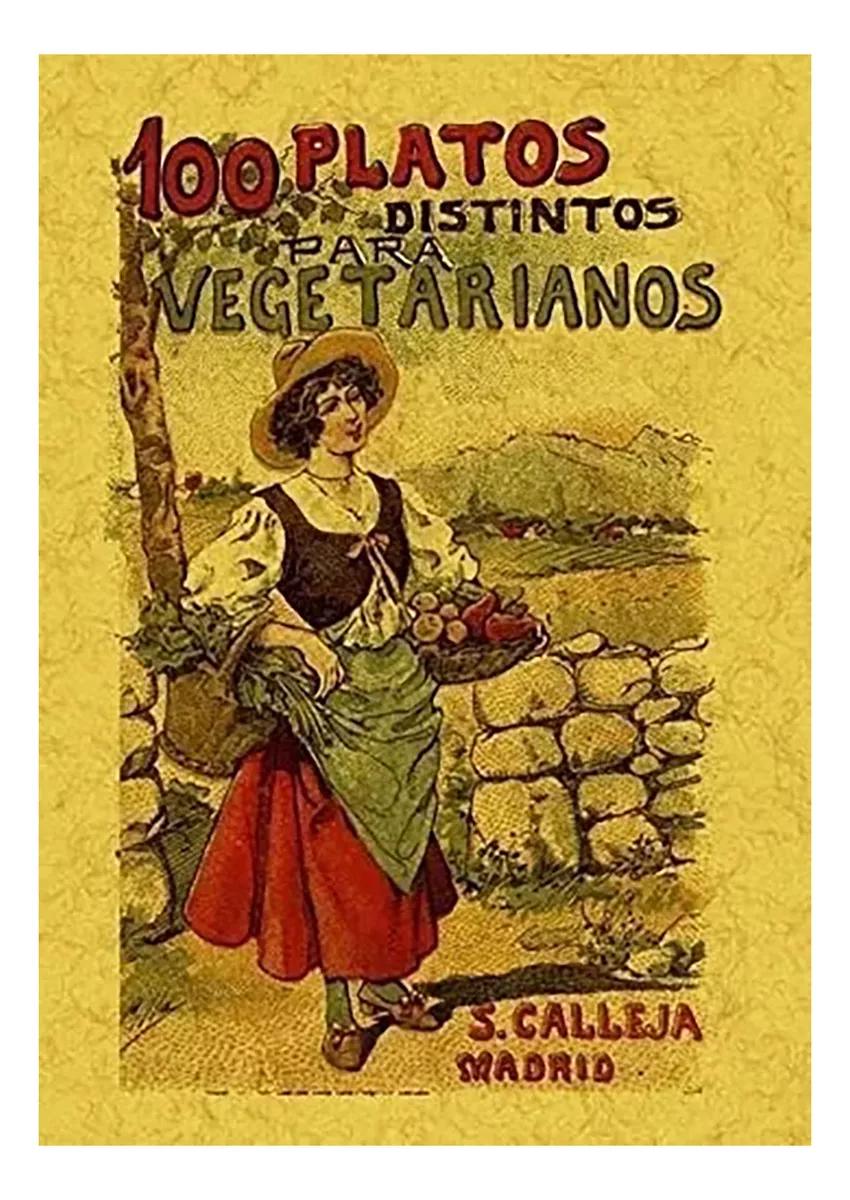 100 PLATOS
DISTINTOS
PARA
VEGETARIANOS
S. CALLEJA
MADRID